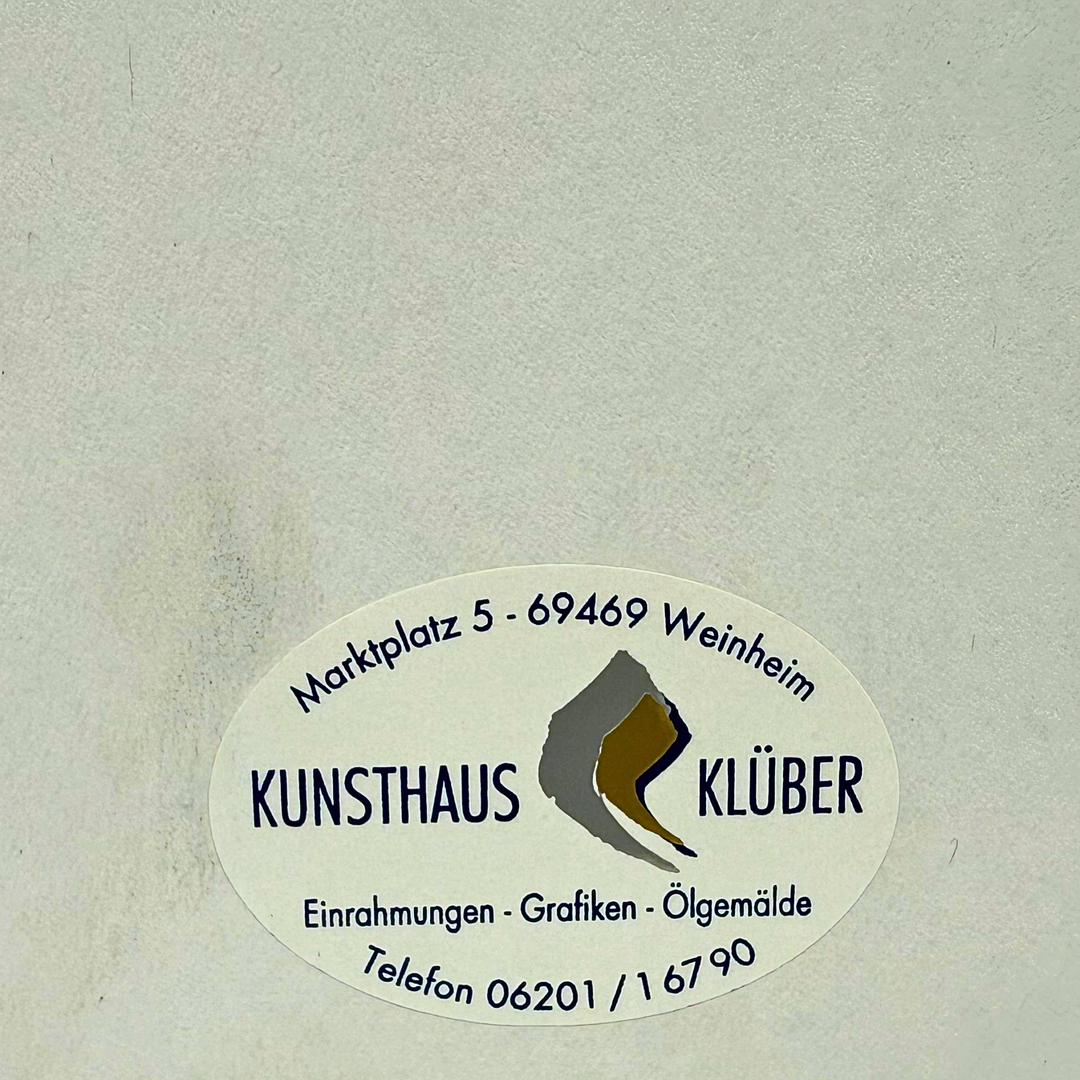 Marktplatz 5 - 69469 Weinheim
KUNSTHAUS KLÜBER
Einrahmungen - Grafiken - Ölgemälde
Telefon 06201 / 1 67 90